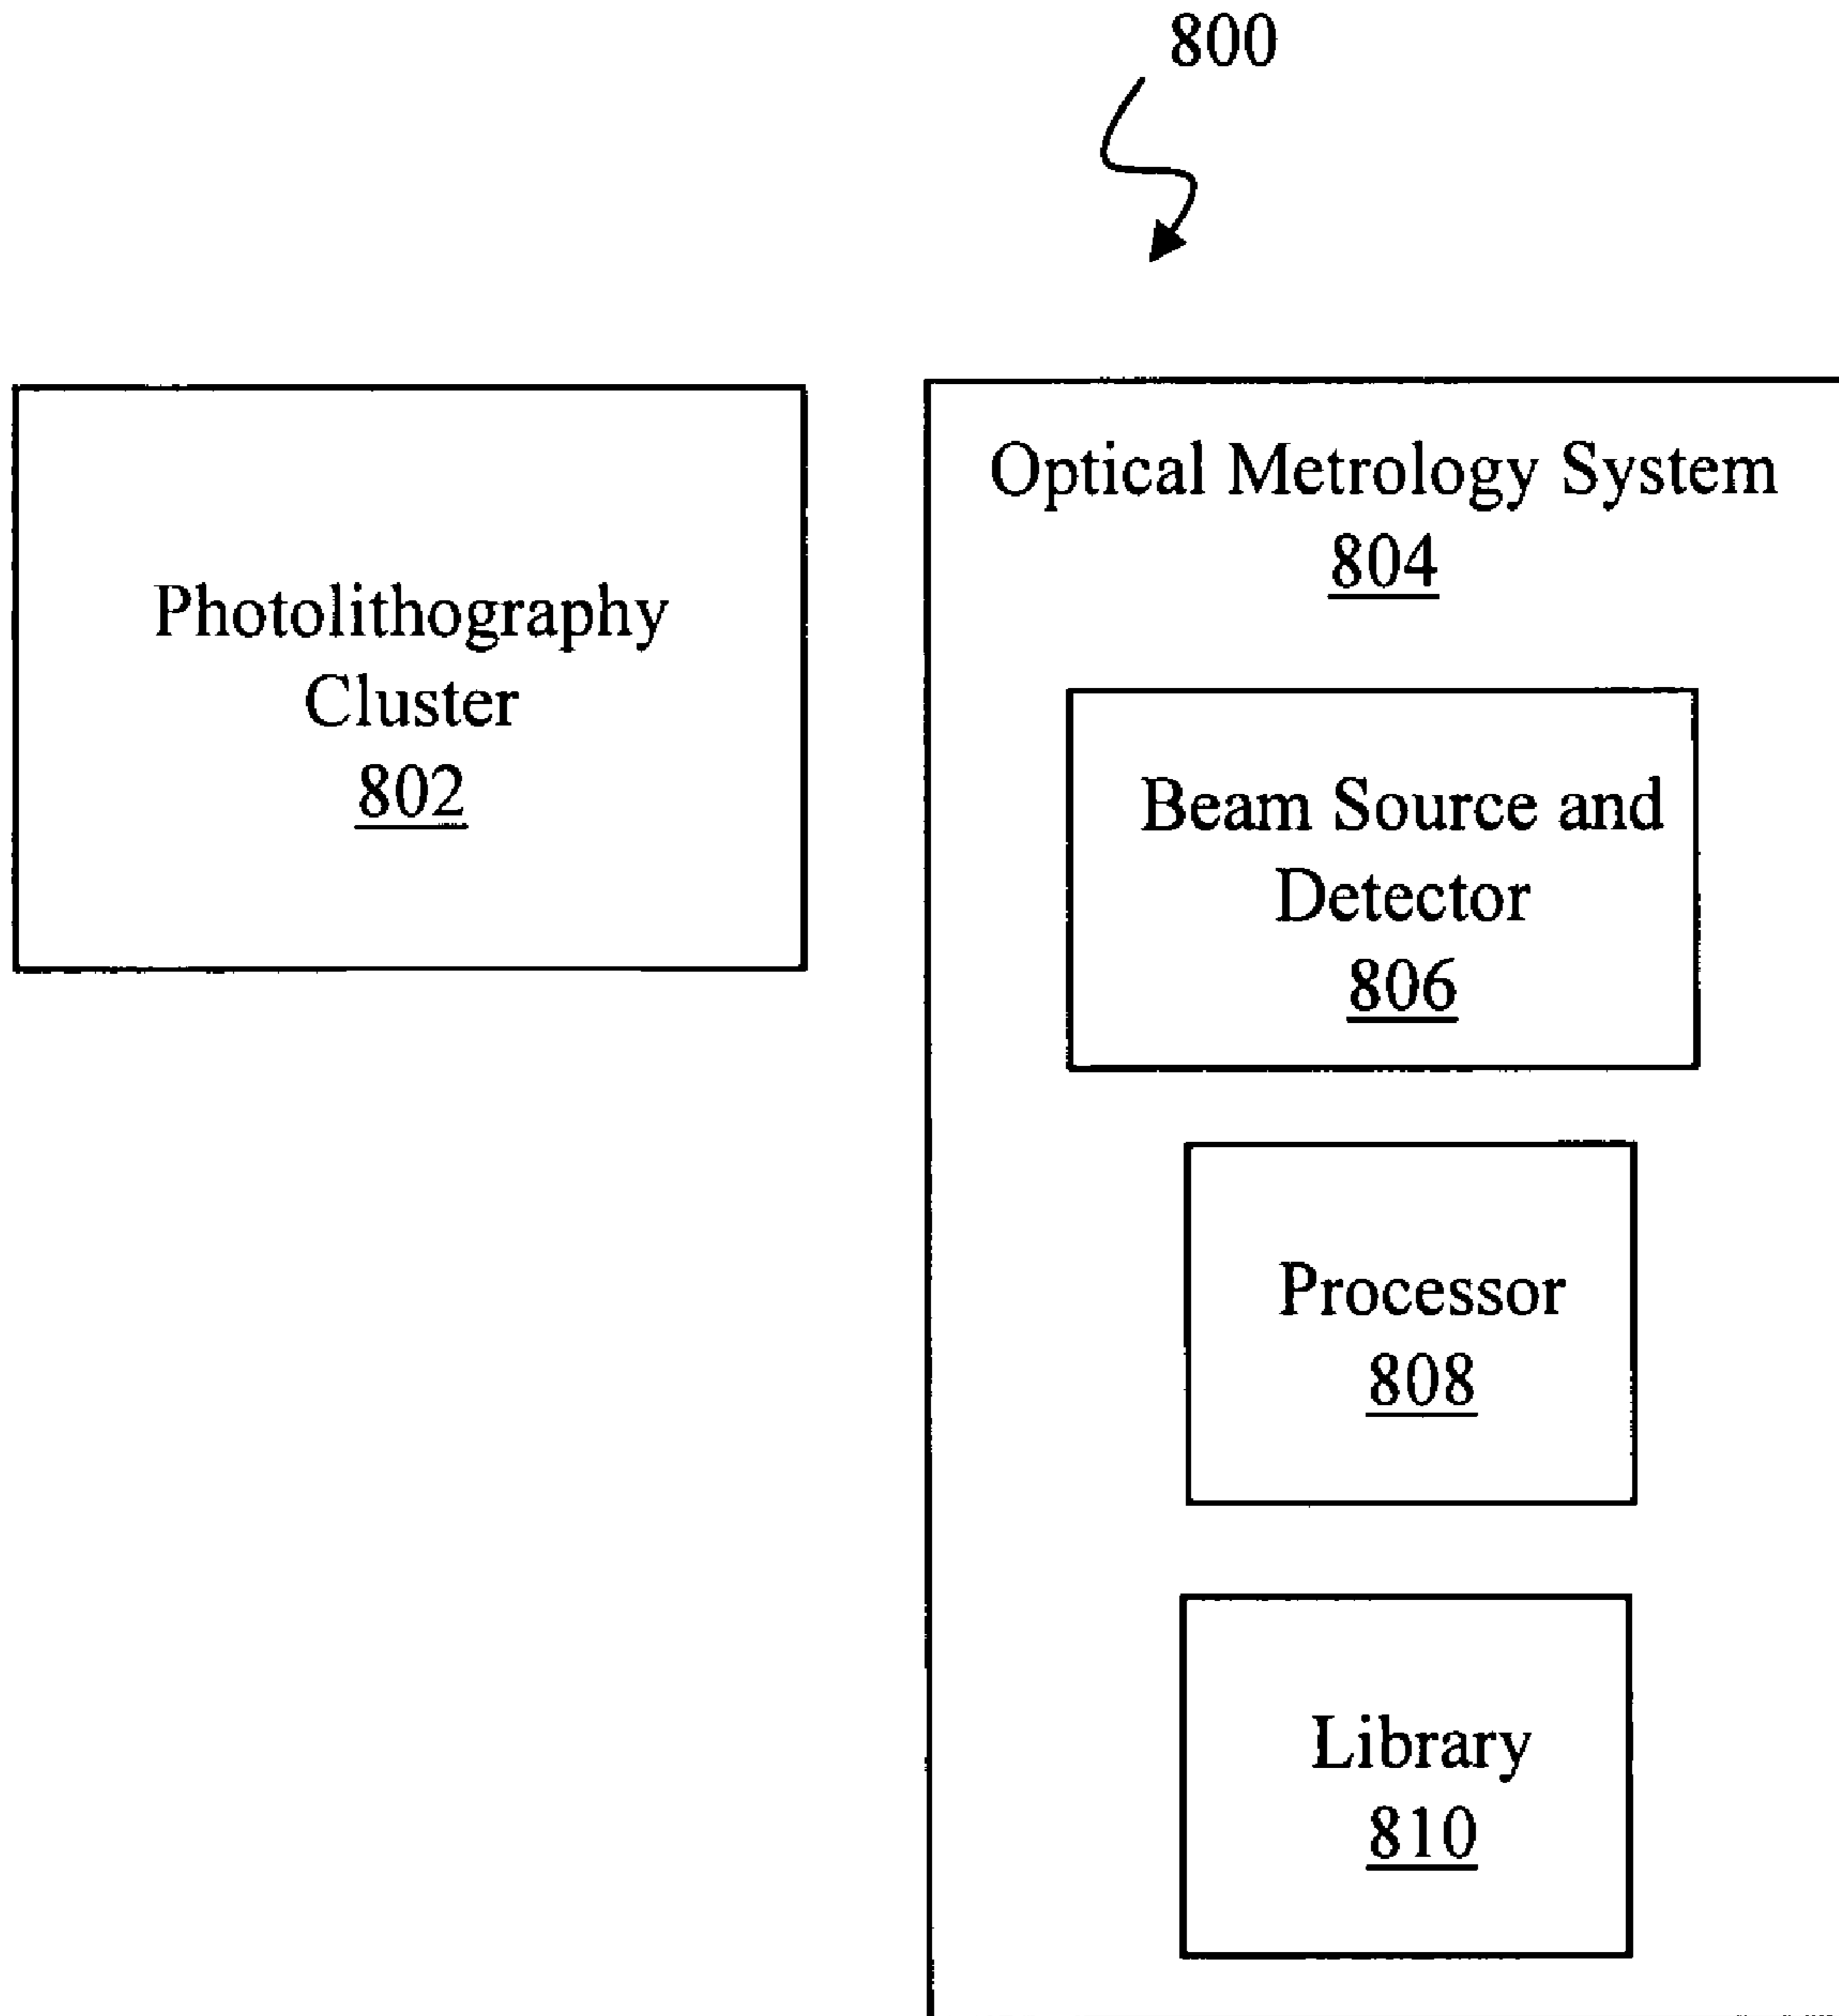 800
Photolithography
Cluster
802
Optical Metrology System
804
Beam Source and
Detector
806
Processor
808
Library
810